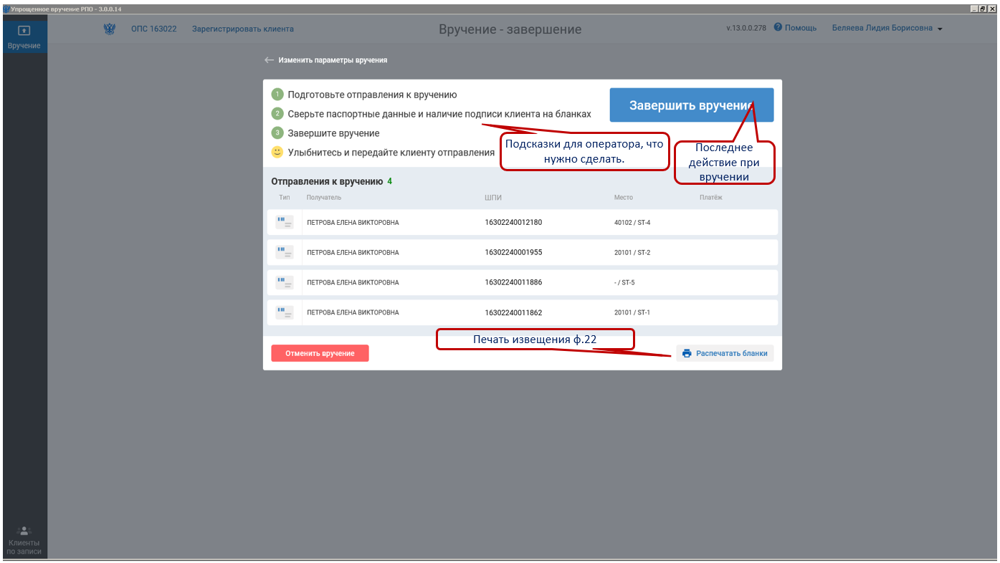 Упрощенное вручение РПО - 3.0.0.14
Вручение
ОПС 163022
Зарегистрировать клиента
Вручение - завершение
v.13.0.0.278
Помощь
Беляева Лидия Борисовна
Изменить параметры вручения
1 Подготовьте отправления к вручению
2 Сверьте паспортные данные и наличие подписи клиента на бланках
3 Завершите вручение
Улыбнитесь и передайте клиенту отправления
Завершить вручение
Подсказки для оператора, что
нужно сделать.
Последнее
действие при
вручении
Отправления к вручению 4
Тип Получатель ШПИ Место Платёж
ПЕТРОВА ЕЛЕНА ВИКТОРОВНА 16302240012180 40102 / ST-4
ПЕТРОВА ЕЛЕНА ВИКТОРОВНА 16302240001955 20101 / ST-2
ПЕТРОВА ЕЛЕНА ВИКТОРОВНА 16302240011886 - / ST-5
ПЕТРОВА ЕЛЕНА ВИКТОРОВНА 16302240011862 20101 / ST-1
Печать извещения ф.22
Отменить вручение
Распечатать бланки
Клиенты
по записи